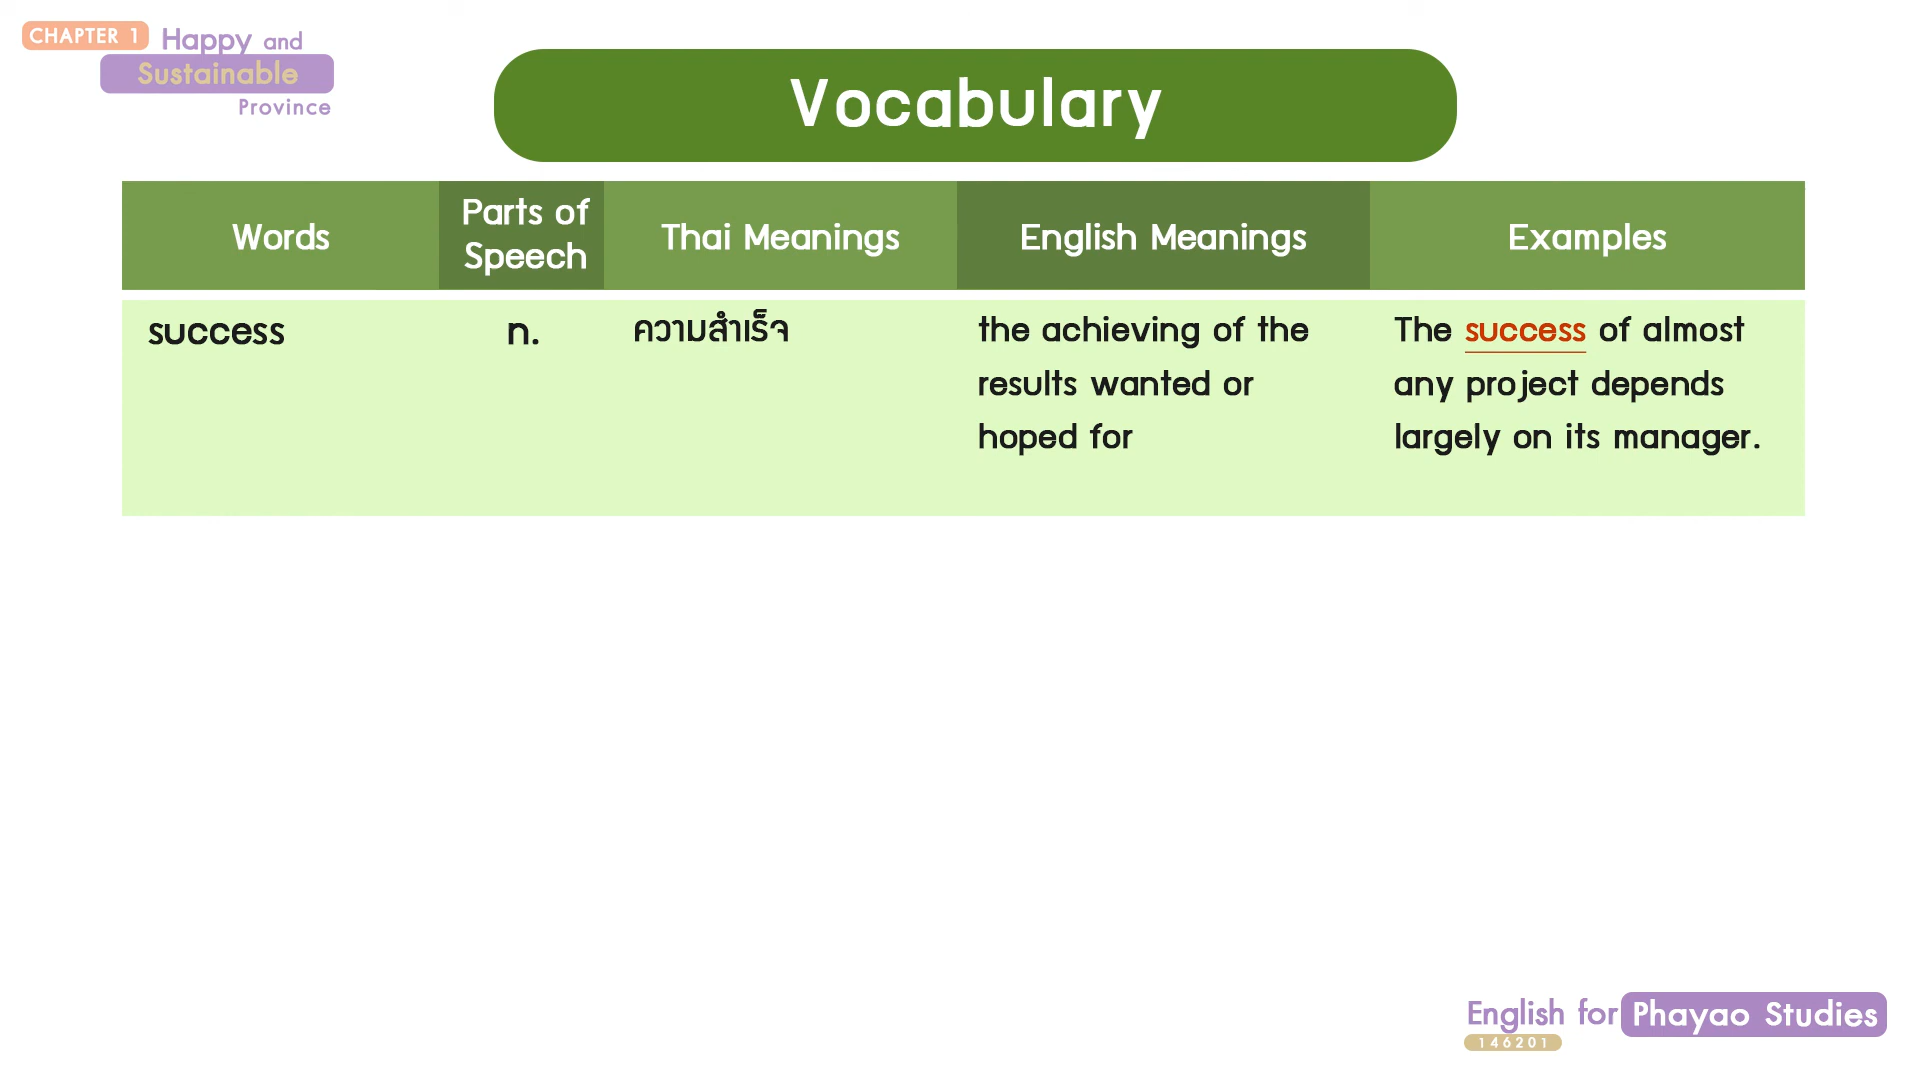 CHAPTER 1 Happy and
Sustainable
Province
Vocabulary
Words
Parts of
Speech
Thai Meanings
English Meanings
Examples
success
n.
ความสำเร็จ
the achieving of the
results wanted or
hoped for
The success of almost
any project depends
largely on its manager.
English for Phayao Studies
146201